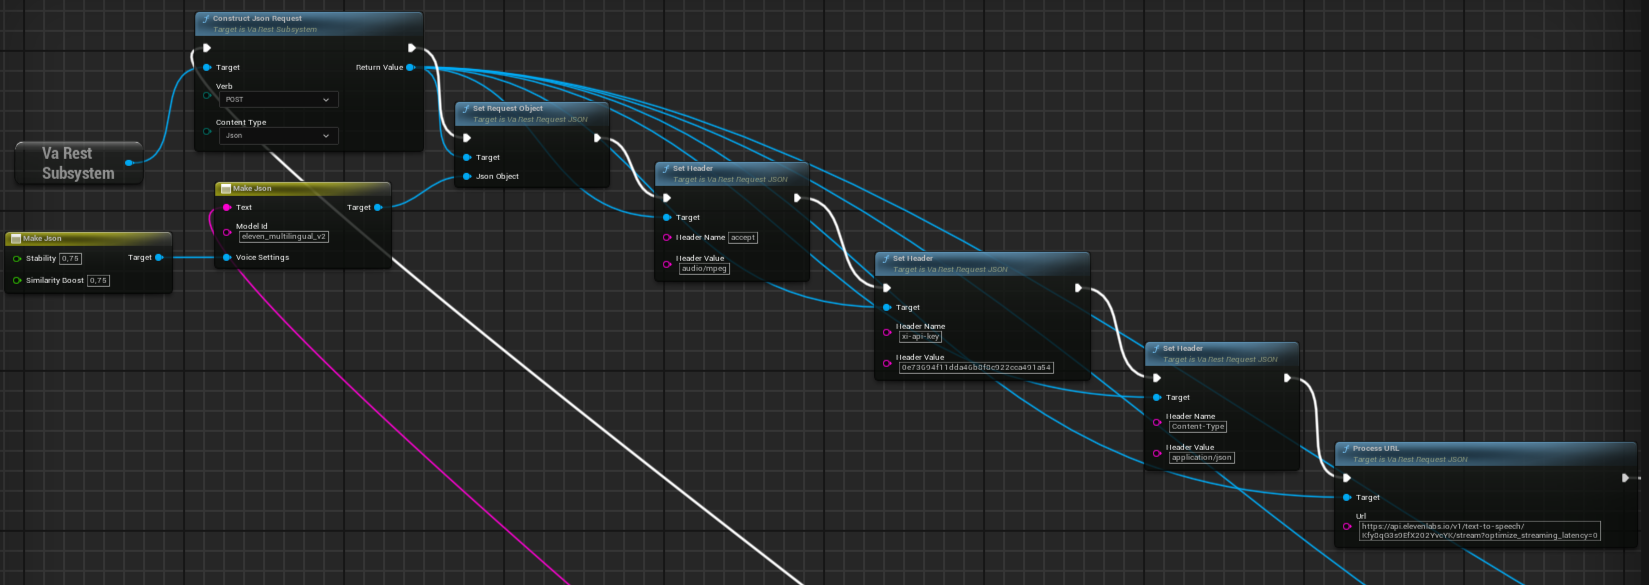 Construct Json Request
Target is Va Rest Subsystem
Target
Return Value
Verb
POST
Content Type
Json
Va Rest
Subsystem
Make Json
Text
Target
Model Id
eleven_multilingual_v2
Voice Settings
Make Json
Stability 0,75
Target
Similarity Boost 0,75
Set Request Object
Target is Va Rest Request JSON
Target
Json Object
Set Header
Target is Va Rest Request JSON
Target
Header Name accept
Header Value
audio/mpeg
Set Header
Target is Va Rest Request JSON
Target
Header Name
xi-api-key
Header Value
Set Header
Target is Va Rest Request JSON
Target
Header Name
Content-Type
Header Value
application/json
Process URL
Target is Va Rest Request JSON
Target
Url
https://api.elevenlabs.io/v1/text-to-speech/